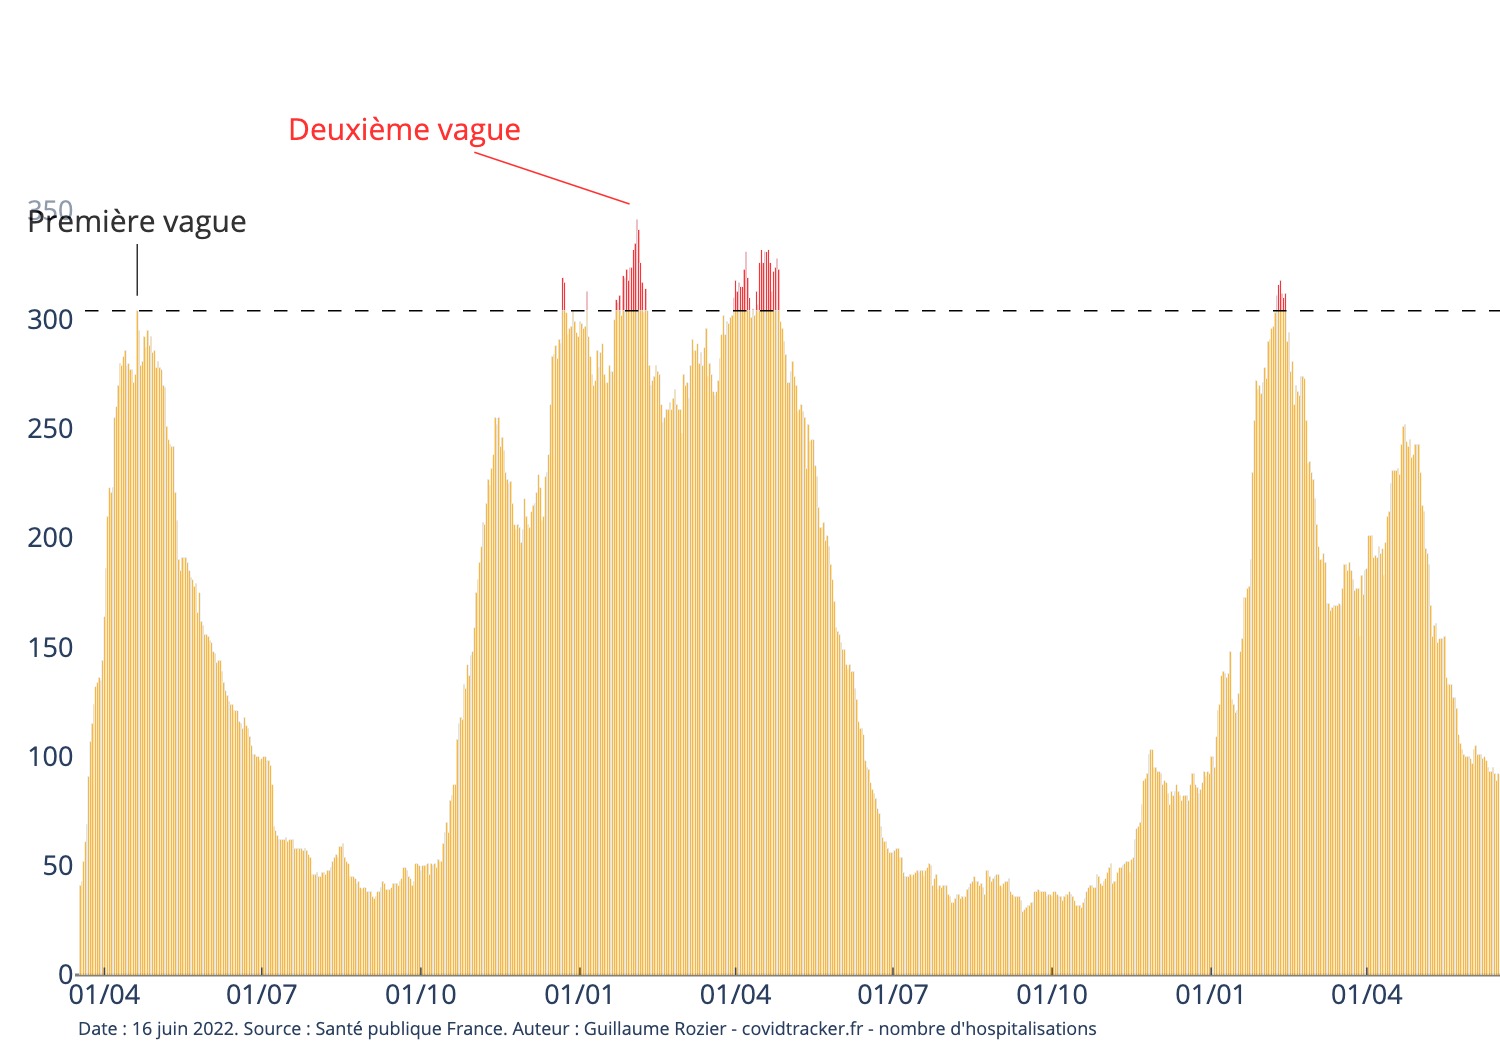 Deuxième vague
350
Première vague
300
250
200
150
100
50
0
01/04 01/07 01/10 01/01 01/04 01/07 01/10 01/01 01/04
Date : 16 juin 2022. Source : Santé publique France. Auteur : Guillaume Rozier - covidtracker.fr - nombre d'hospitalisations